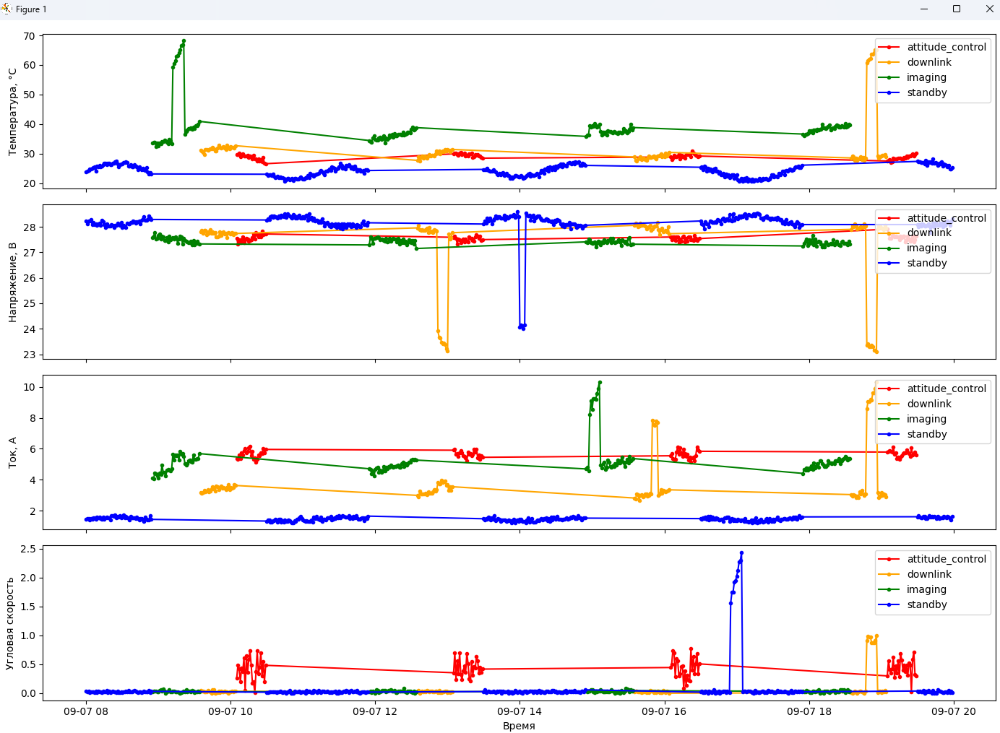 Figure 1
70
60
50
40
30
20
Температура, °C
attitude_control
downlink
imaging
standby
28
27
26
25
24
23
Напряжение, В
attitude_control
downlink
imaging
standby
10
8
6
4
2
Ток, А
attitude_control
downlink
imaging
standby
2.5
2.0
1.5
1.0
0.5
0.0
Угловая скорость
attitude_control
downlink
imaging
standby
09-07 08
09-07 10
09-07 12
09-07 14
09-07 16
09-07 18
09-07 20
Время